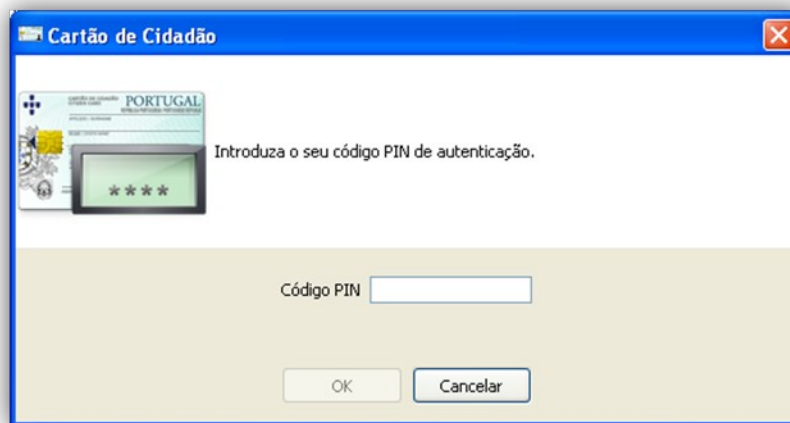 Cartão de Cidadão
PORTUGAL
Introduza o seu código PIN de autenticação.
****
Código PIN
OK
Cancelar